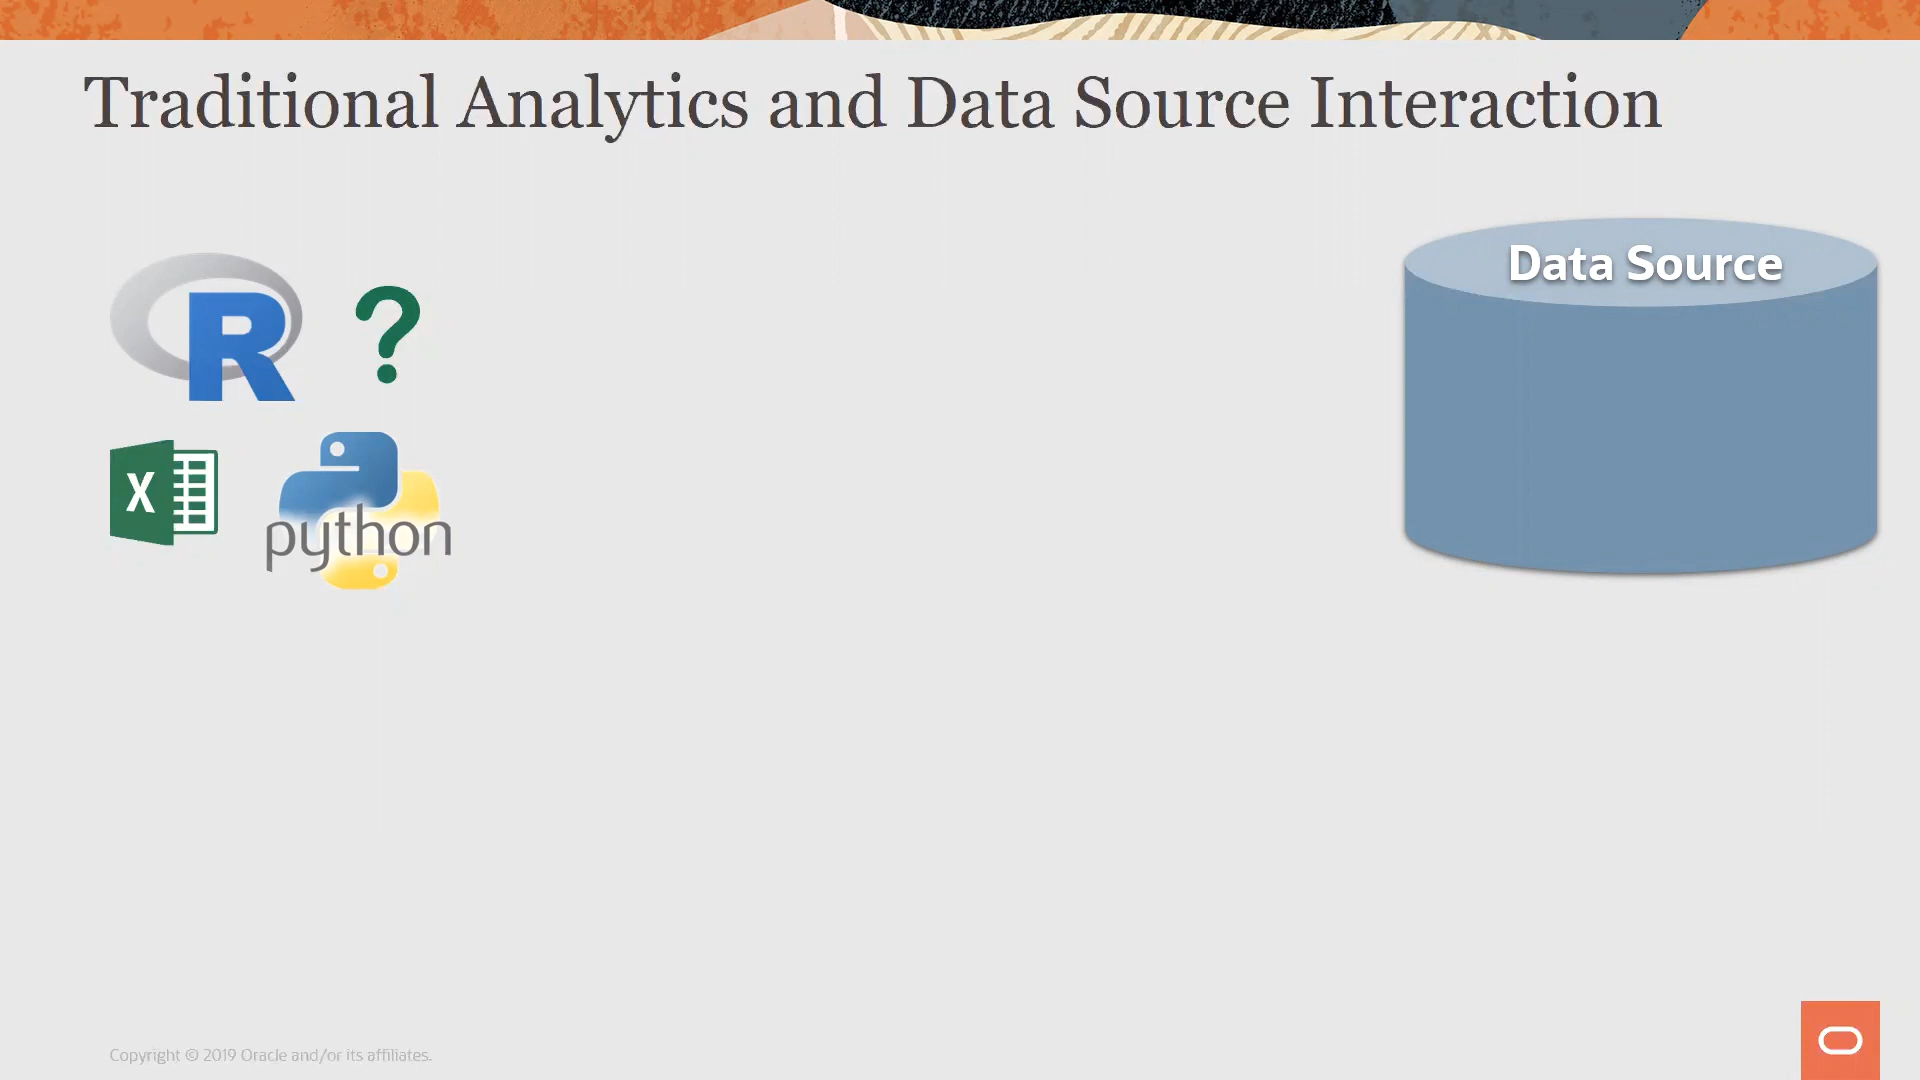 Traditional Analytics and Data Source Interaction
Data Source
R
?
X
python
Copyright © 2019 Oracle and/or its affiliates.